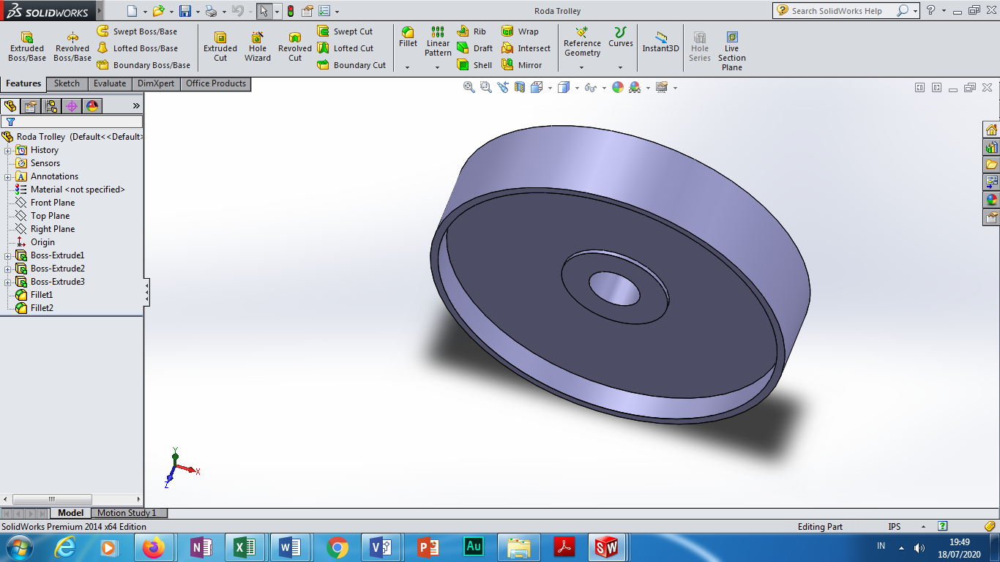 SOLIDWORKS
Roda Trolley
Search SolidWorks Help
Extruded Boss/Base
Revolved Boss/Base
Swept Boss/Base
Lofted Boss/Base
Boundary Boss/Base
Extruded Cut
Hole Wizard
Revolved Cut
Swept Cut
Lofted Cut
Boundary Cut
Fillet
Linear Pattern
Rib
Draft
Shell
Wrap
Intersect
Mirror
Reference Geometry
Curves
Instant3D
Hole Series
Live Section Plane
Features Sketch Evaluate DimXpert Office Products
Roda Trolley (Default<<Default>
History
Sensors
A Annotations
Material <not specified>
Front Plane
Top Plane
Right Plane
Origin
Boss-Extrude1
Boss-Extrude2
Boss-Extrude3
Fillet1
Fillet2
Y
X
Z
Model Motion Study 1
SolidWorks Premium 2014 x64 Edition
Editing Part
IPS
N
X
W
V
P
Au
SW
IN
19:49
18/07/2020